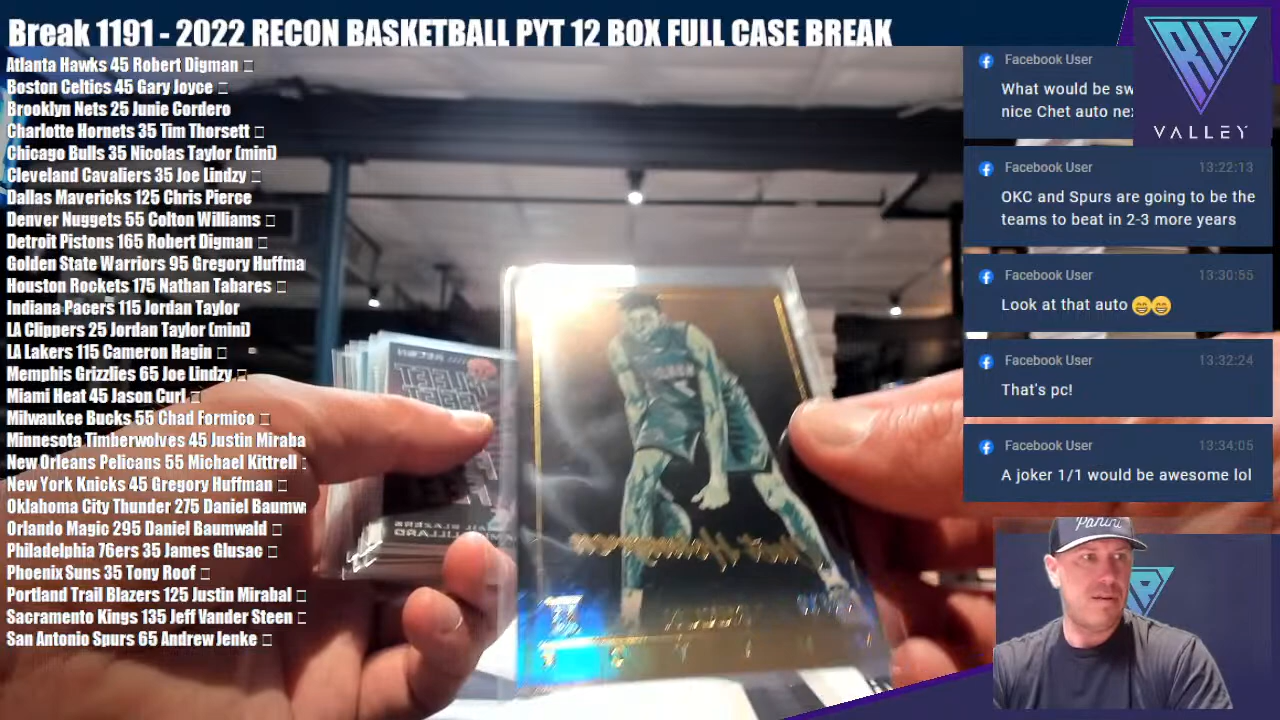 Break 1191 - 2022 RECON BASKETBALL PYT 12 BOX FULL CASE BREAK
Atlanta Hawks 45 Robert Digman
Boston Celtics 45 Gary Joyce
Brooklyn Nets 25 Junie Cordero
Charlotte Hornets 35 Tim Thorsett
Chicago Bulls 35 Nicolas Taylor (mini)
Cleveland Cavaliers 35 Joe Lindzy
Dallas Mavericks 125 Chris Pierce
Denver Nuggets 55 Colton Williams
Detroit Pistons 165 Robert Digman
Golden State Warriors 95 Gregory Huffma
Houston Rockets 175 Nathan Tabares
Indiana Pacers 115 Jordan Taylor
LA Clippers 25 Jordan Taylor (mini)
LA Lakers 115 Cameron Hagin
Memphis Grizzlies 65 Joe Lindzy
Miami Heat 45 Jason Curl
Milwaukee Bucks 55 Chad Formico
Minnesota Timberwolves 45 Justin Miraba
New Orleans Pelicans 55 Michael Kittrell
New York Knicks 45 Gregory Huffman
Oklahoma City Thunder 275 Daniel Baumw
Orlando Magic 295 Daniel Baumwald
Philadelphia 76ers 35 James Glusac
Phoenix Suns 35 Tony Roof
Portland Trail Blazers 125 Justin Mirabal
Sacramento Kings 135 Jeff Vander Steen
San Antonio Spurs 65 Andrew Jenke
RIP
VALLEY
Facebook User
What would be sw
nice Chet auto nex
Facebook User 13:22:13
OKC and Spurs are going to be the
teams to beat in 2-3 more years
Facebook User 13:30:55
Look at that auto 😁😁
Facebook User 13:32:24
That's pc!
Facebook User 13:34:05
A joker 1/1 would be awesome lol
Panini